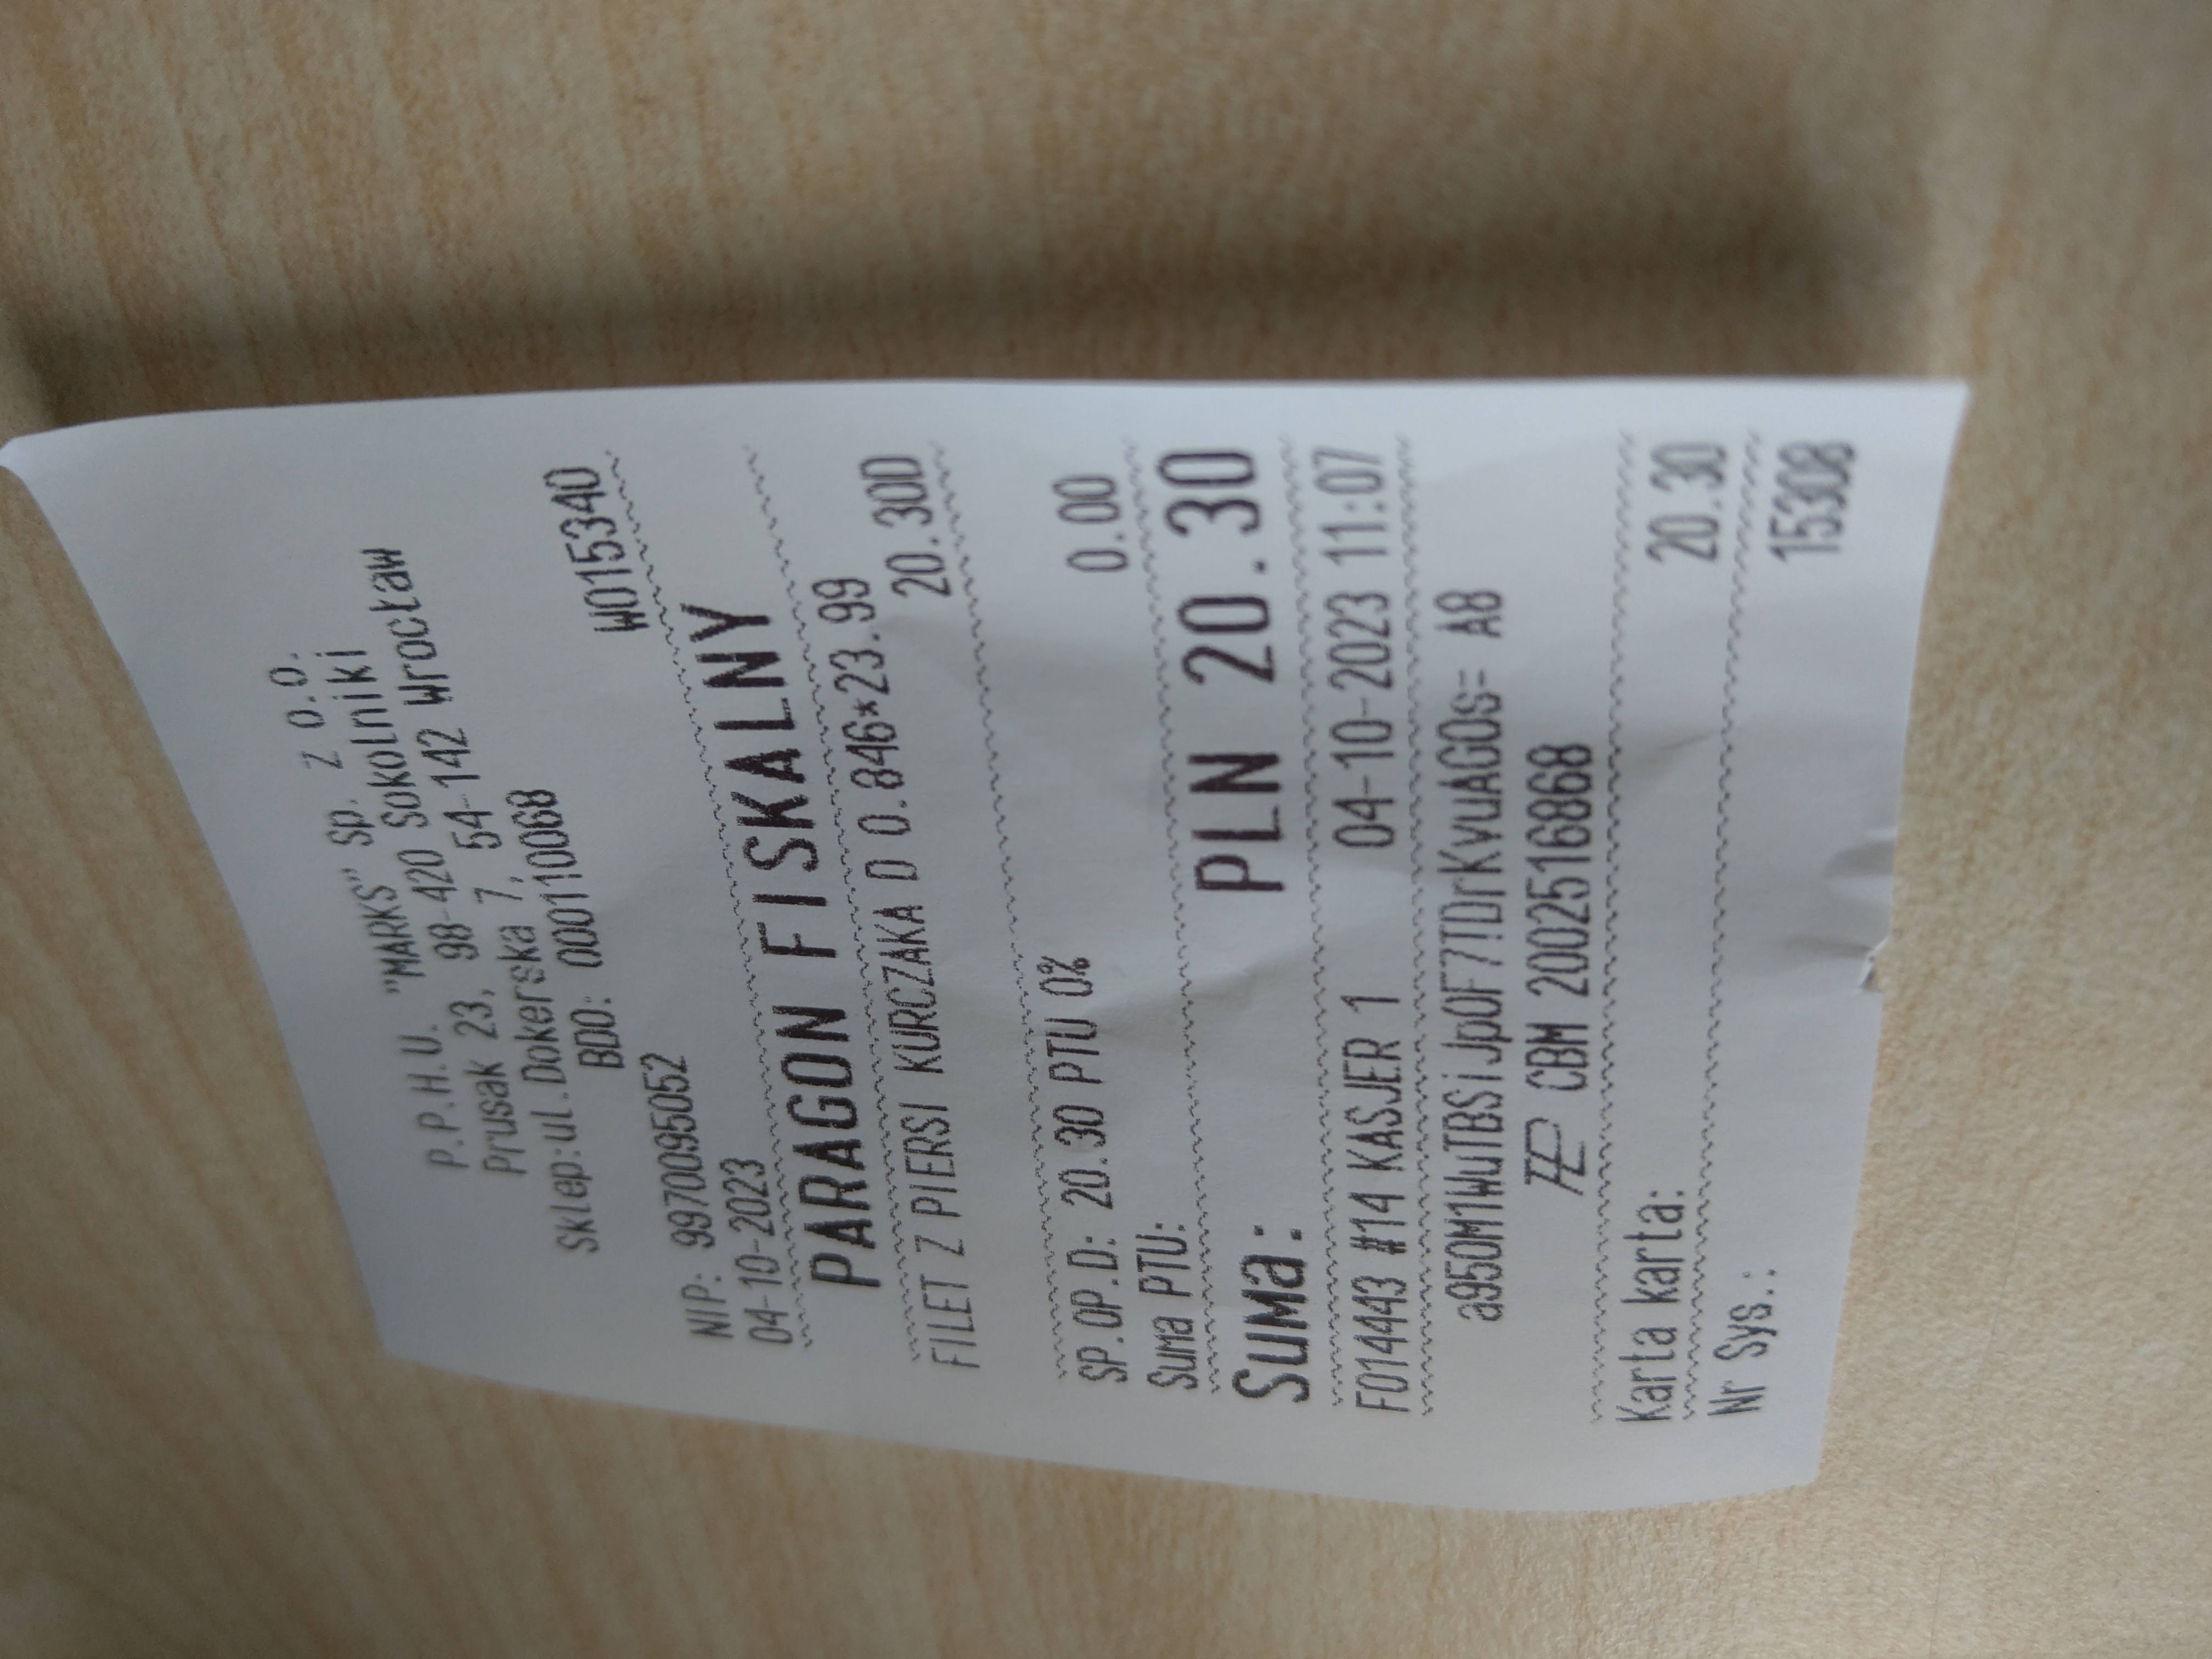 P.P.H.U. "MARKS" Sp. z o.o.
Prusak 23, 98-420 Sokolniki
Sklep:ul.Dokerska 7, 54-142 Wrocław
BDO: 000110068
NIP: 9970095052
04-10-2023 W015340
PARAGON FISKALNY
FILET Z PIERSI KURCZAKA D 0.846*23.99
20.30D
SP.OP.D: 20.30 PTU 0%
Suma PTU: 0.00
Suma: PLN 20.30
F014443 #14 KASJER 1 04-10-2023 11:07
CBM 2002516868
Karta karta: 20.30
Nr Sys.: 15308